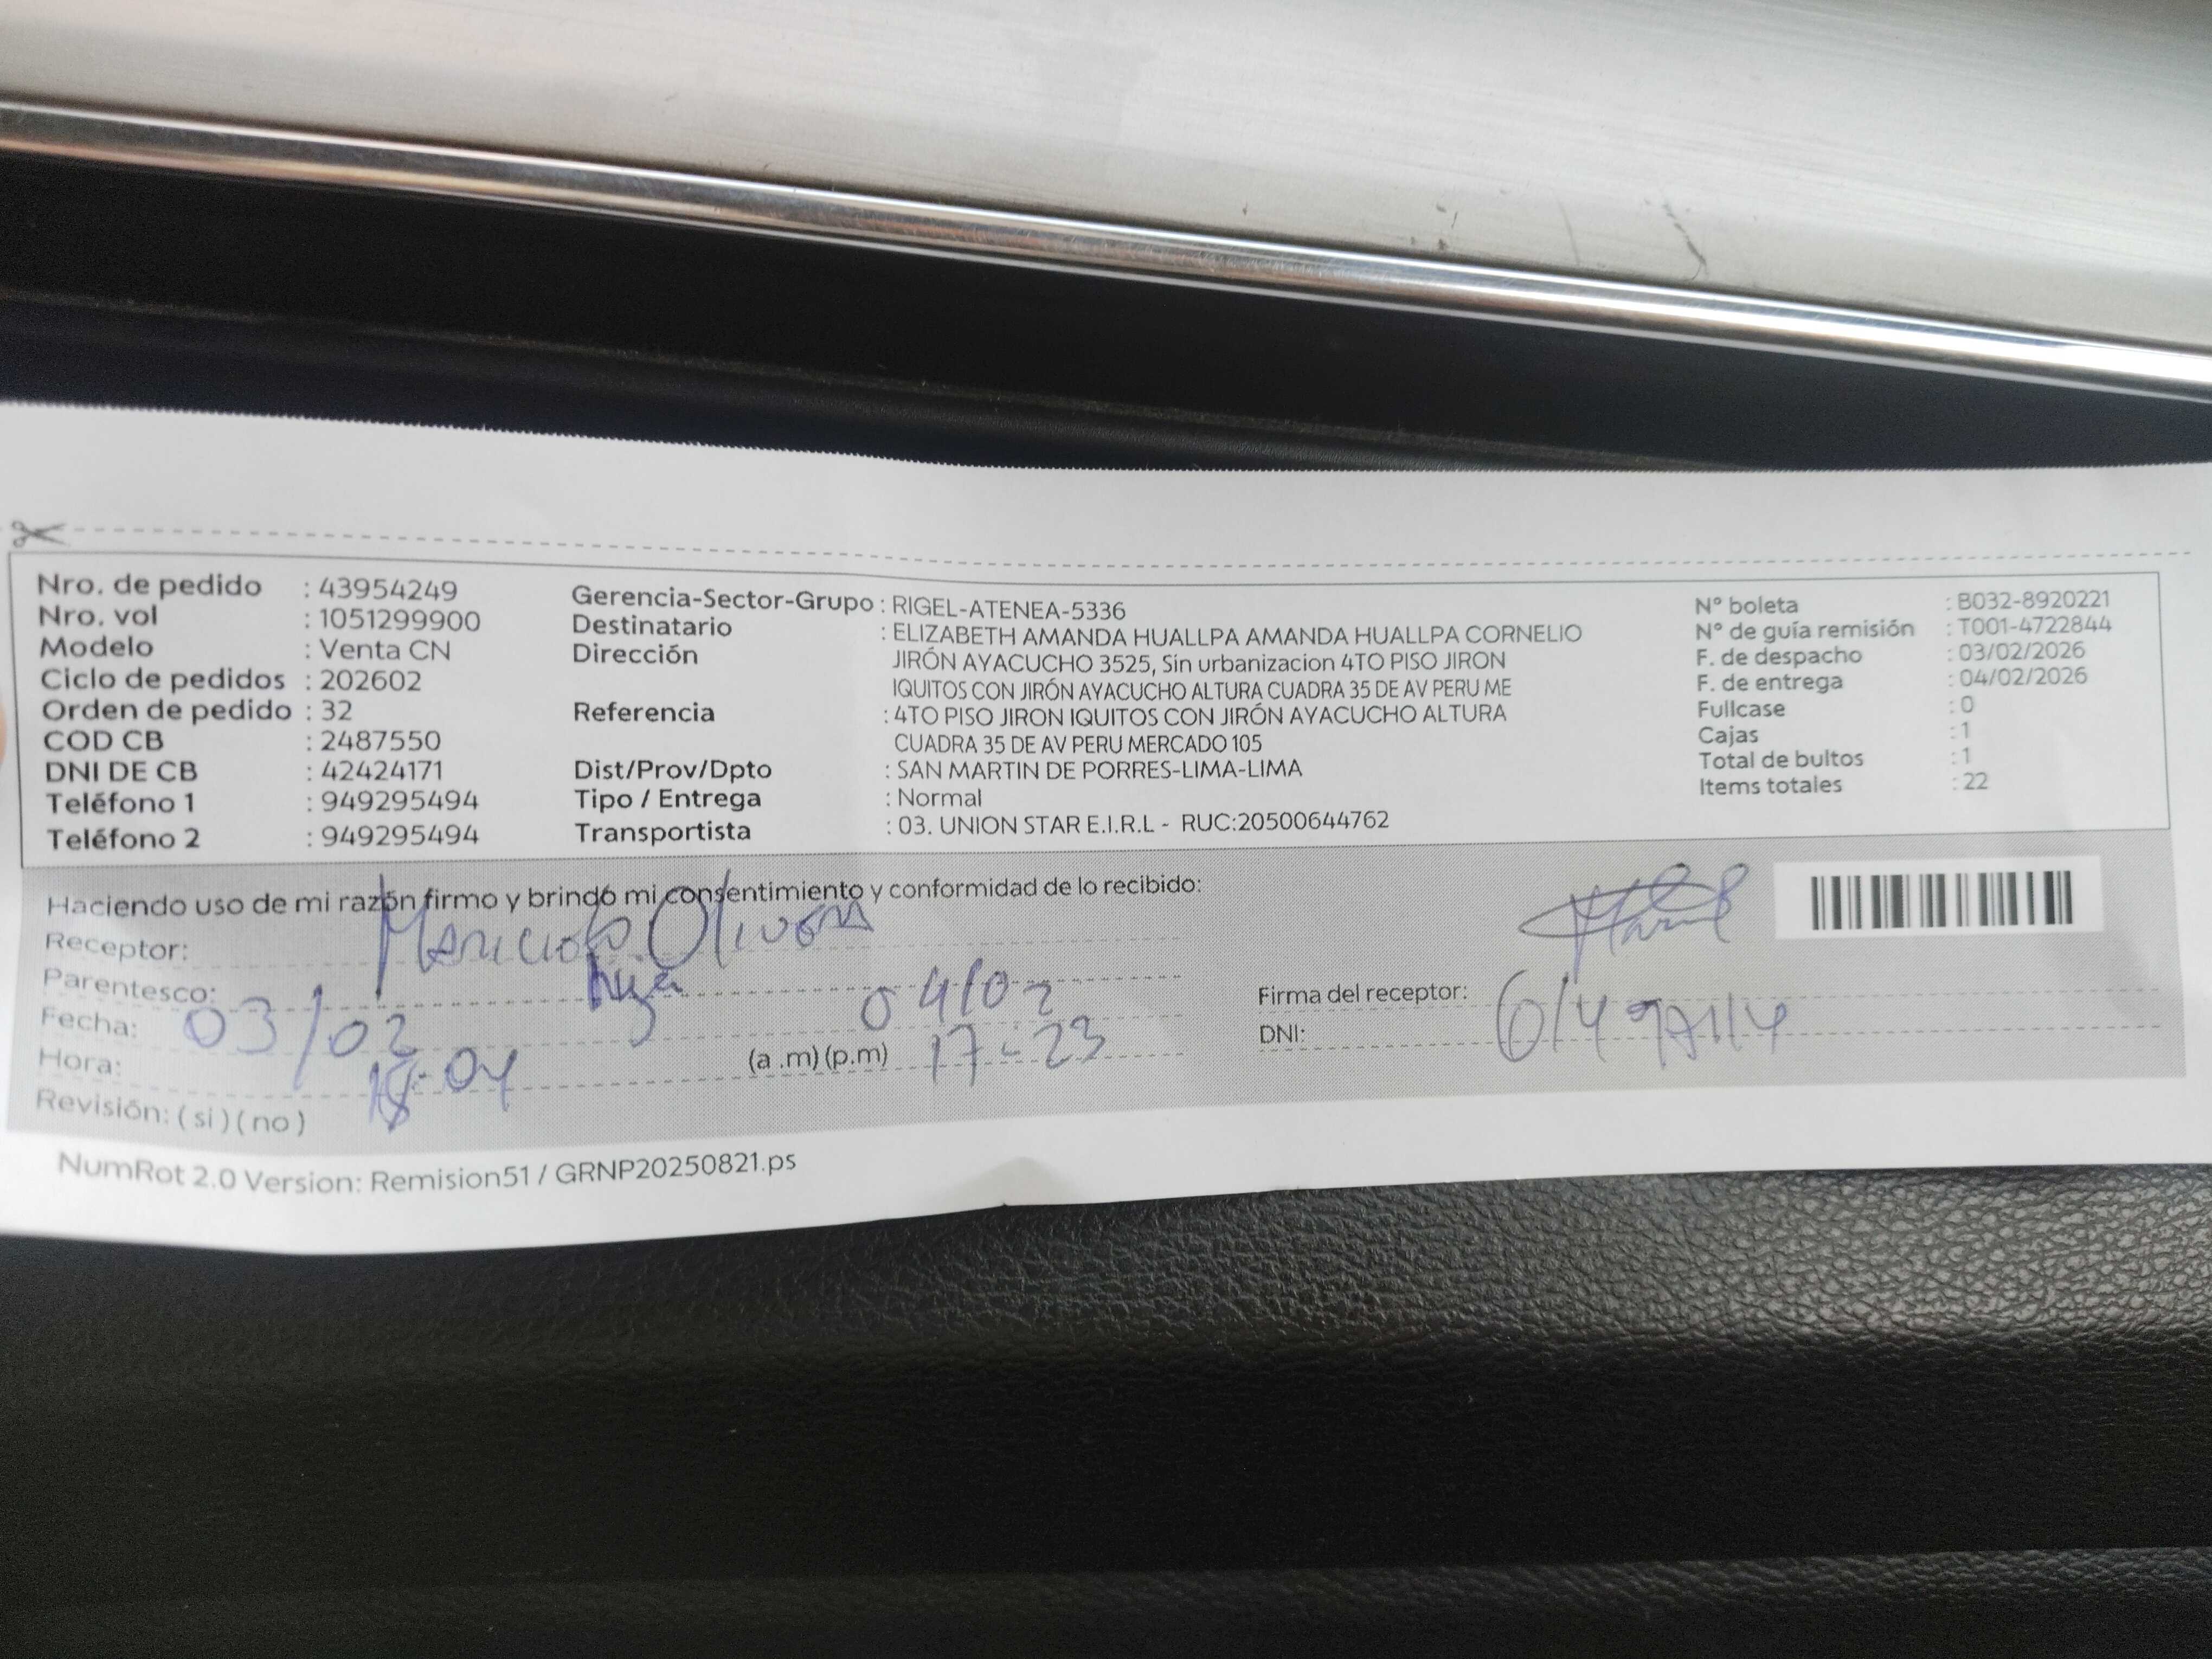 Nro. de pedido : 43954249
Nro. vol : 1051299900
Modelo : Venta CN
Ciclo de pedidos : 202602
Orden de pedido : 32
COD CB : 2487550
DNI DE CB : 42424171
Teléfono 1 : 949295494
Teléfono 2 : 949295494
Gerencia-Sector-Grupo : RIGEL-ATENEA-5336
Destinatario : ELIZABETH AMANDA HUALLPA AMANDA HUALLPA CORNELIO
Dirección JIRÓN AYACUCHO 3525, Sin urbanizacion 4TO PISO JIRON
IQUITOS CON JIRÓN AYACUCHO ALTURA CUADRA 35 DE AV PERU ME
Referencia : 4TO PISO JIRON IQUITOS CON JIRÓN AYACUCHO ALTURA
CUADRA 35 DE AV PERU MERCADO 105
Dist/Prov/Dpto : SAN MARTIN DE PORRES-LIMA-LIMA
Tipo / Entrega : Normal
Transportista : 03. UNION STAR E.I.R.L - RUC:20500644762
N° boleta : B032-8920221
N° de guía remisión : T001-4722844
F. de despacho : 03/02/2026
F. de entrega : 04/02/2026
Fullcase : 0
Cajas : 1
Total de bultos : 1
Items totales : 22
Haciendo uso de mi razón firmo y brindo mi consentimiento y conformidad de lo recibido:
Receptor:
Parentesco: hija
Fecha: 03/02 04/02
Hora: 18:04 (a .m) (p.m) 17-23
Revisión: ( si ) ( no )
Firma del receptor:
DNI:
NumRot 2.0 Version: Remision51 / GRNP20250821.ps